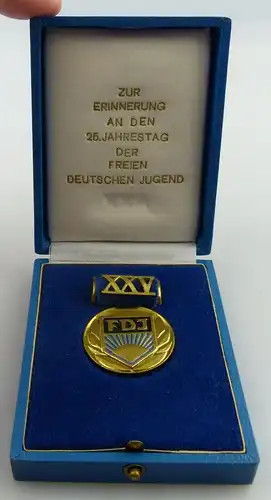 ZUR
ERINNERUNG
AN DEN
25. JAHRESTAG
DER
FREIEN
DEUTSCHEN JUGEND
XXV
FDJ